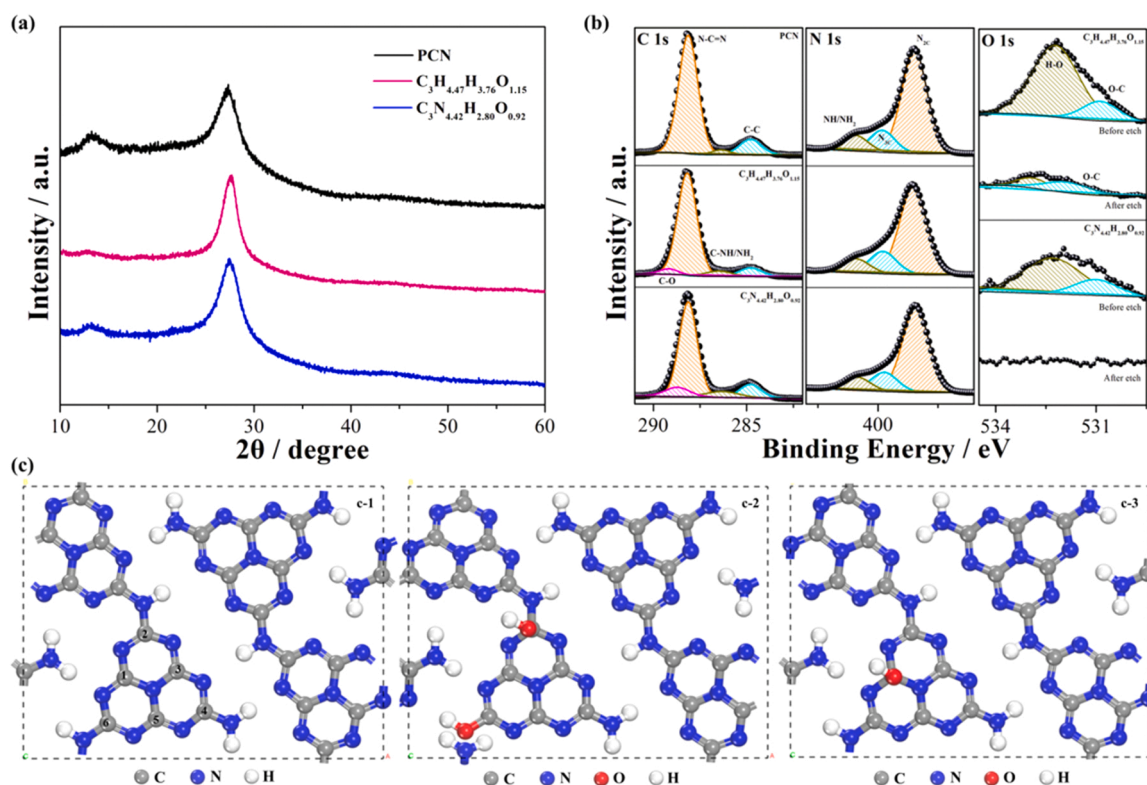 (a)
PCN
C3H4.47H3.76O1.15
C3N4.42H2.80O0.92
Intensity / a.u.
10 20 30 40 50 60
2θ / degree
(b)
C 1s
N-C=N
PCN
C-C
C3H4.47H3.76O1.15
C-NH/NH2
C-O
C3N4.42H2.80O0.92
290 285
N 1s
N2C
NH/NH2
N3C
400
O 1s
C3H4.47H3.76O1.15
H-O
O-C
Before etch
O-C
After etch
C3N4.42H2.80O0.92
Before etch
After etch
534 531
Intensity / a.u.
Binding Energy / eV
(c)
c-1
2
1
3
6
5
4
C N H
c-2
C N O H
c-3
C N O H